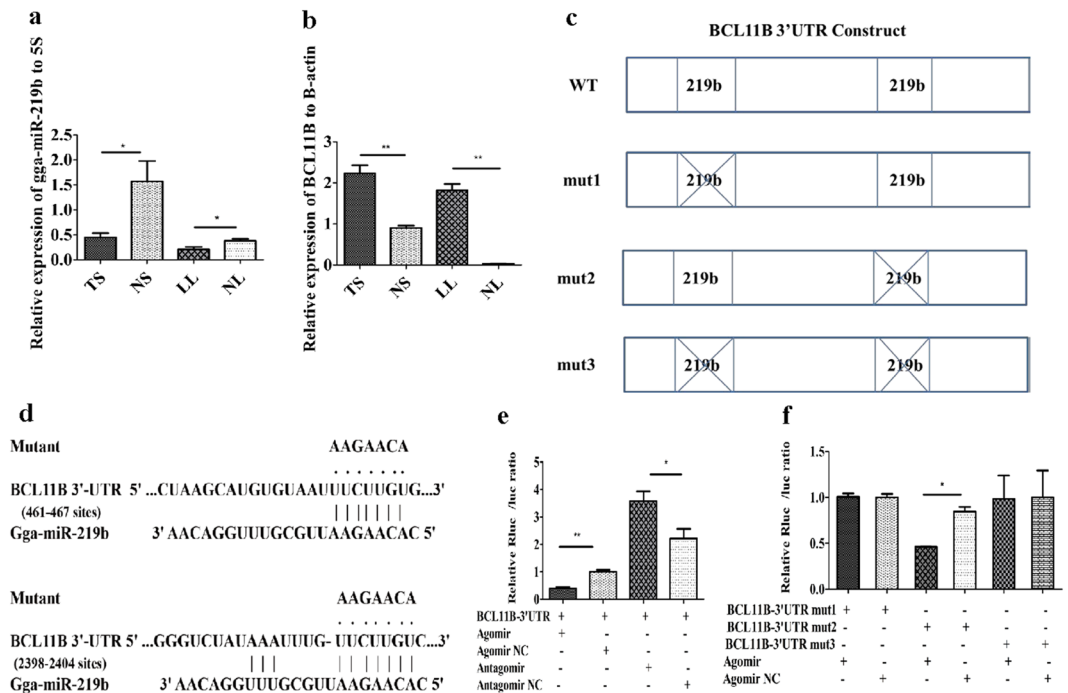 a
Relative expression of gga-miR-219b to 5S
2.5
2.0
1.5
1.0
0.5
0.0
*
*
TS
NS
LL
NL
b
Relative expression of BCL11B to B-actin
3
2
1
0
**
**
TS
NS
LL
NL
c
BCL11B 3'UTR Construct
WT
219b
219b
mut1
219b
219b
mut2
219b
219b
mut3
219b
219b
d
Mutant AAGAACA
BCL11B 3'-UTR 5' ...CUAAGCAUGUGUAAUUUCUUGUG...3'
(461-467 sites)
Gga-miR-219b 3' AACAGGUUUGCGUUAAGAACAC 5'
Mutant AAGAACA
BCL11B 3'-UTR 5' ...GGGUCUAUAAAUUUG- UUCUUGUC...3'
(2398-2404 sites)
Gga-miR-219b 3' AACAGGUUUGCGUUAAGAACAC 5'
e
Relative Rluc /luc ratio
5
4
3
2
1
0
**
*
BCL11B-3'UTR + + + +
Agomir + - - -
Agomir NC - + - -
Antagomir - - + -
Antagomir NC - - - +
f
Relative Rluc /luc ratio
1.5
1.0
0.5
0.0
*
BCL11B-3'UTR mut1 + + - - - -
BCL11B-3'UTR mut2 - - + + - -
BCL11B-3'UTR mut3 - - - - + +
Agomir + - + - + -
Agomir NC - + - + - +